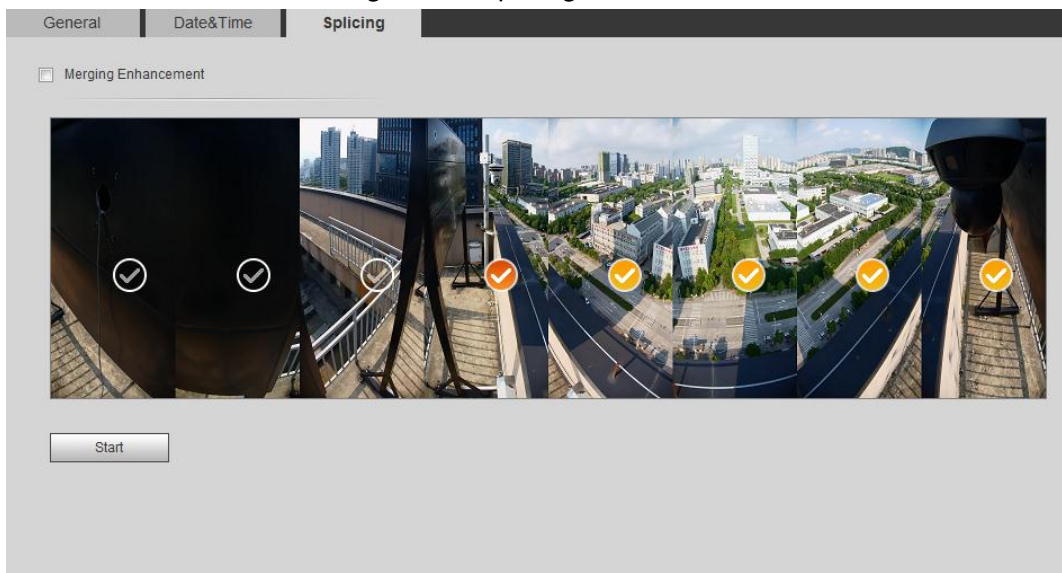 General
Date&Time
Splicing
Merging Enhancement
Start